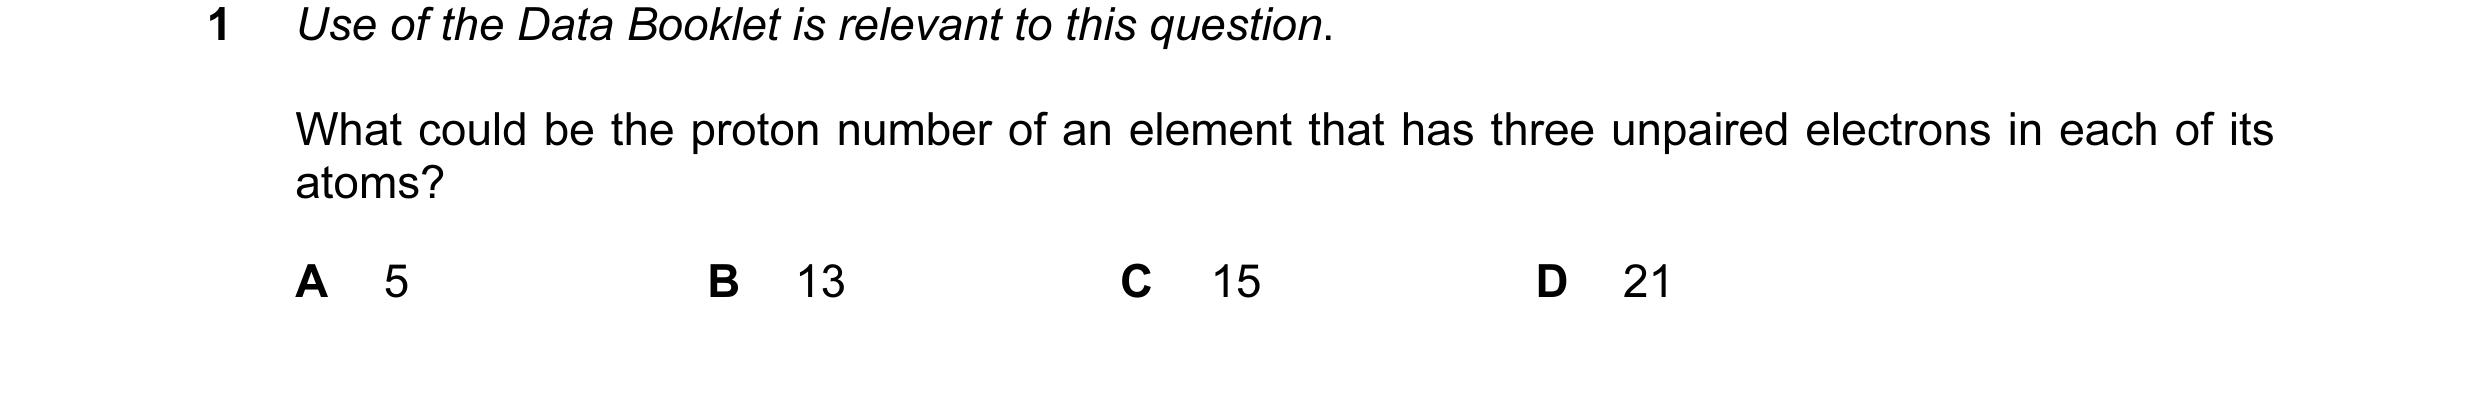 1 Use of the Data Booklet is relevant to this question.
What could be the proton number of an element that has three unpaired electrons in each of its
atoms?
A 5 B 13 C 15 D 21